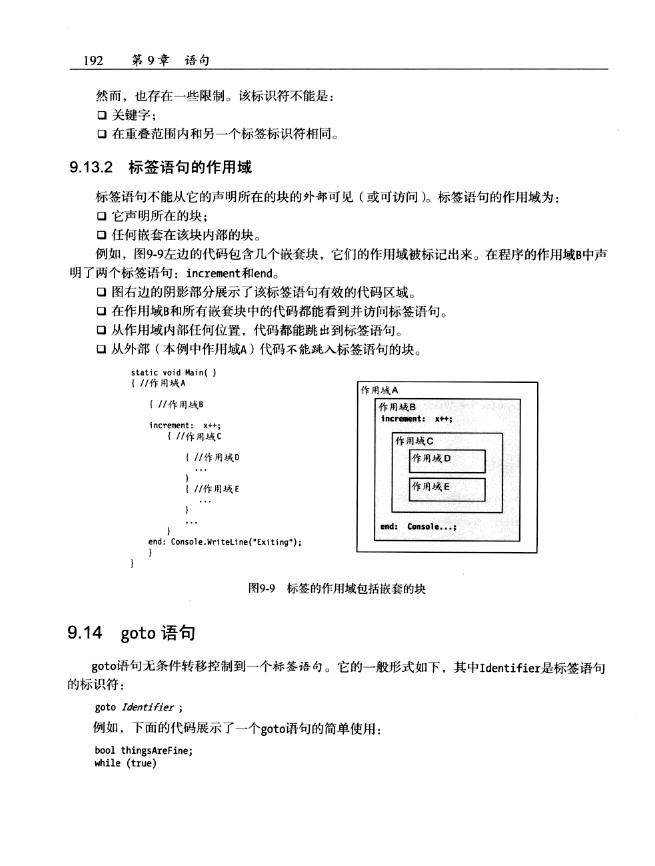 192 第9章 语句
然而，也存在一些限制。该标识符不能是：
❑ 关键字；
❑ 在重叠范围内和另一个标签标识符相同。
9.13.2 标签语句的作用域
标签语句不能从它的声明所在的块的外部可见（或可访问）。标签语句的作用域为：
❑ 它声明所在的块；
❑ 任何嵌套在该块内部的块。
例如，图9-9左边的代码包含几个嵌套块，它们的作用域被标记出来。在程序的作用域B中声
明了两个标签语句：increment和end。
❑ 图右边的阴影部分展示了该标签语句有效的代码区域。
❑ 在作用域B和所有嵌套块中的代码都能看到并访问标签语句。
❑ 从作用域内部任何位置，代码都能跳出到标签语句。
❑ 从外部（本例中作用域A）代码不能跳入标签语句的块。
static void Main( )
{ //作用域A
{ //作用域B
increment: x++;
{ //作用域C
{ //作用域D
...
}
{ //作用域E
...
}
...
}
end: Console.WriteLine("Exiting");
}
}
作用域A
作用域B
increment: x++;
作用域C
作用域D
作用域E
end: Console...;
图9-9 标签的作用域包括嵌套的块
9.14 goto 语句
goto语句无条件转移控制到一个标签语句。它的一般形式如下，其中Identifier是标签语句
的标识符：
goto Identifier ;
例如，下面的代码展示了一个goto语句的简单使用：
bool thingsAreFine;
while (true)